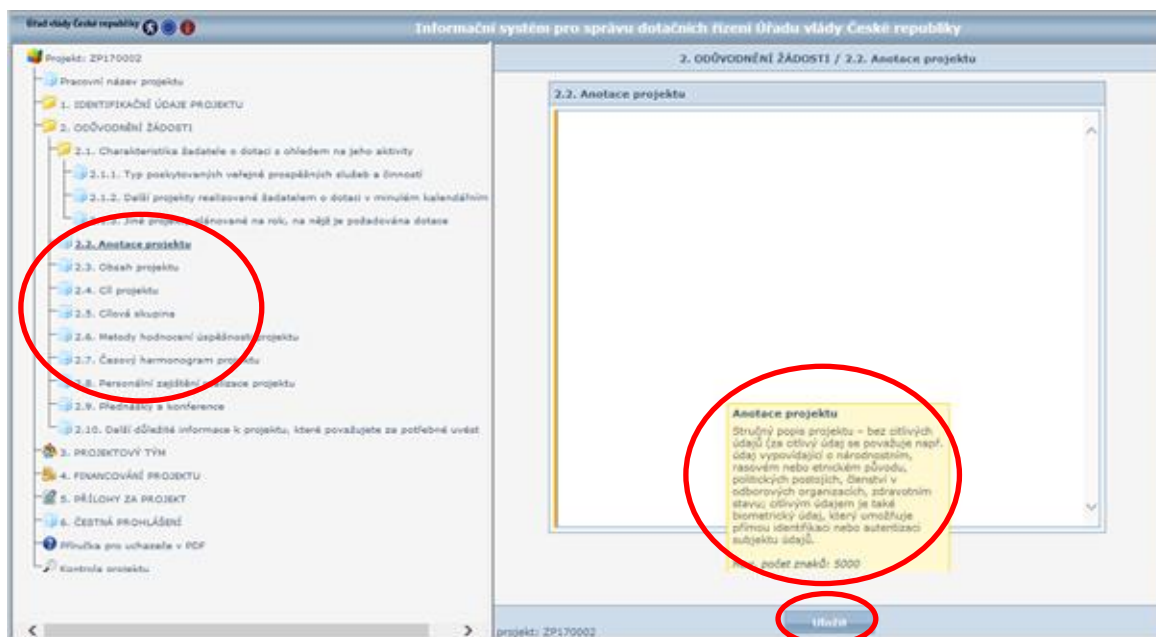 Úřad vlády České republiky
Informační systém pro správu dotačních řízení Úřadu vlády České republiky
Projekt: ZP170002
Pracovní název projektu
1. IDENTIFIKAČNÍ ÚDAJE PROJEKTU
2. ODŮVODNĚNÍ ŽÁDOSTI
2.1. Charakteristika žadatele o dotaci s ohledem na jeho aktivity
2.1.1. Typ poskytovaných veřejně prospěšných služeb a činností
2.1.2. Další projekty realizované žadatelem o dotaci v minulém kalendářním
2.1.3. Jiné projekty plánované na rok, na nějž je požadována dotace
2.2. Anotace projektu
2.3. Obsah projektu
2.4. Cíl projektu
2.5. Cílová skupina
2.6. Metody hodnocení úspěšnosti projektu
2.7. Časový harmonogram projektu
2.8. Personální zajištění realizace projektu
2.9. Přednášky a konference
2.10. Další důležité informace k projektu, které považujete za potřebné uvést
3. PROJEKTOVÝ TÝM
4. FINANCOVÁNÍ PROJEKTU
5. PŘÍLOHY ZA PROJEKT
6. ČESTNÁ PROHLÁŠENÍ
Příručka pro uchazeče v PDF
Kontrola projektu
2. ODŮVODNĚNÍ ŽÁDOSTI / 2.2. Anotace projektu
2.2. Anotace projektu
Anotace projektu
Stručný popis projektu – bez citlivých
údajů (za citlivý údaj se považuje např.
údaj vypovídající o národnostním,
rasovém nebo etnickém původu,
politických postojích, členství v
odborových organizacích, zdravotním
stavu; citlivým údajem je také
biometrický údaj, který umožňuje
přímou identifikaci nebo autentizaci
subjektu údajů.
Max. počet znaků: 5000
Uložit
projekt: ZP170002